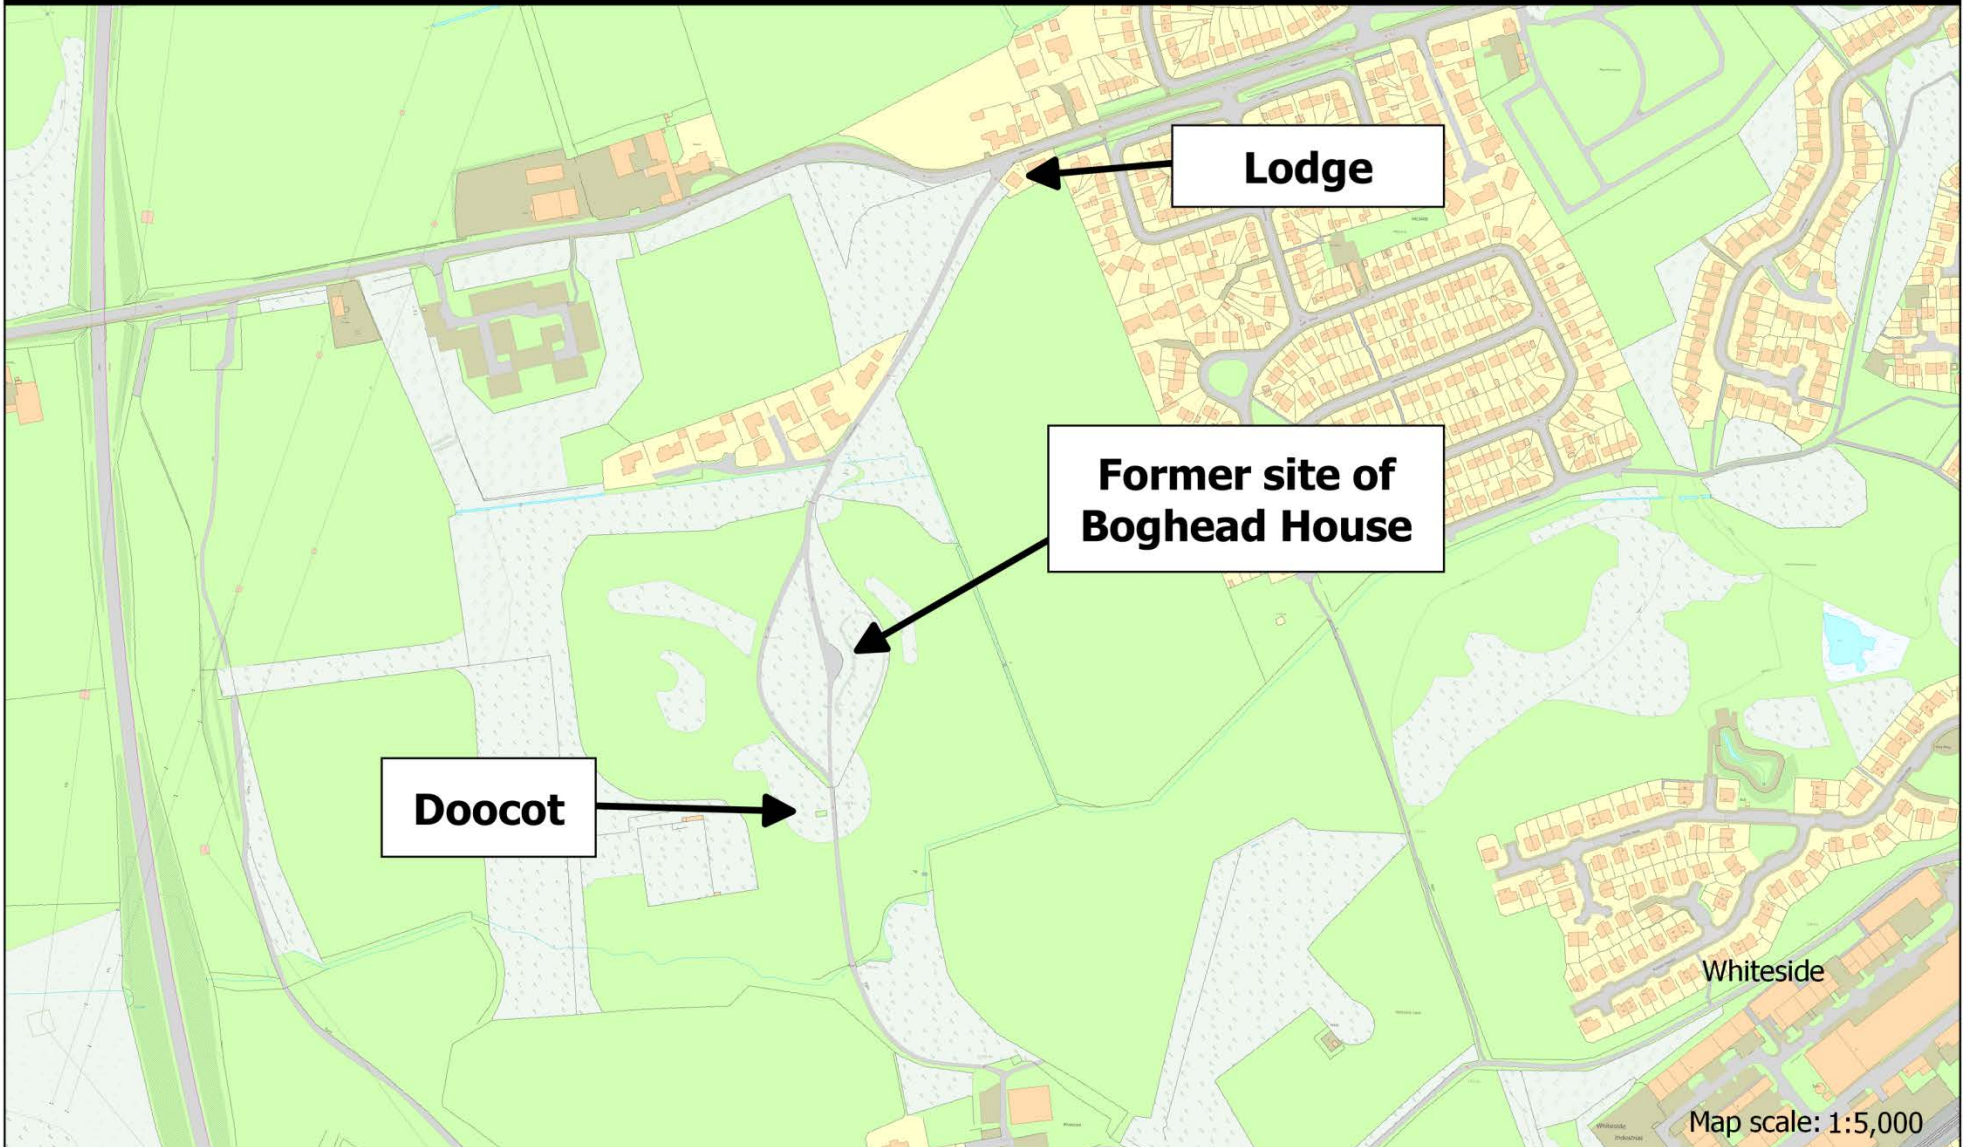 Lodge
Former site of
Boghead House
Doocot
Whiteside
Map scale: 1:5,000